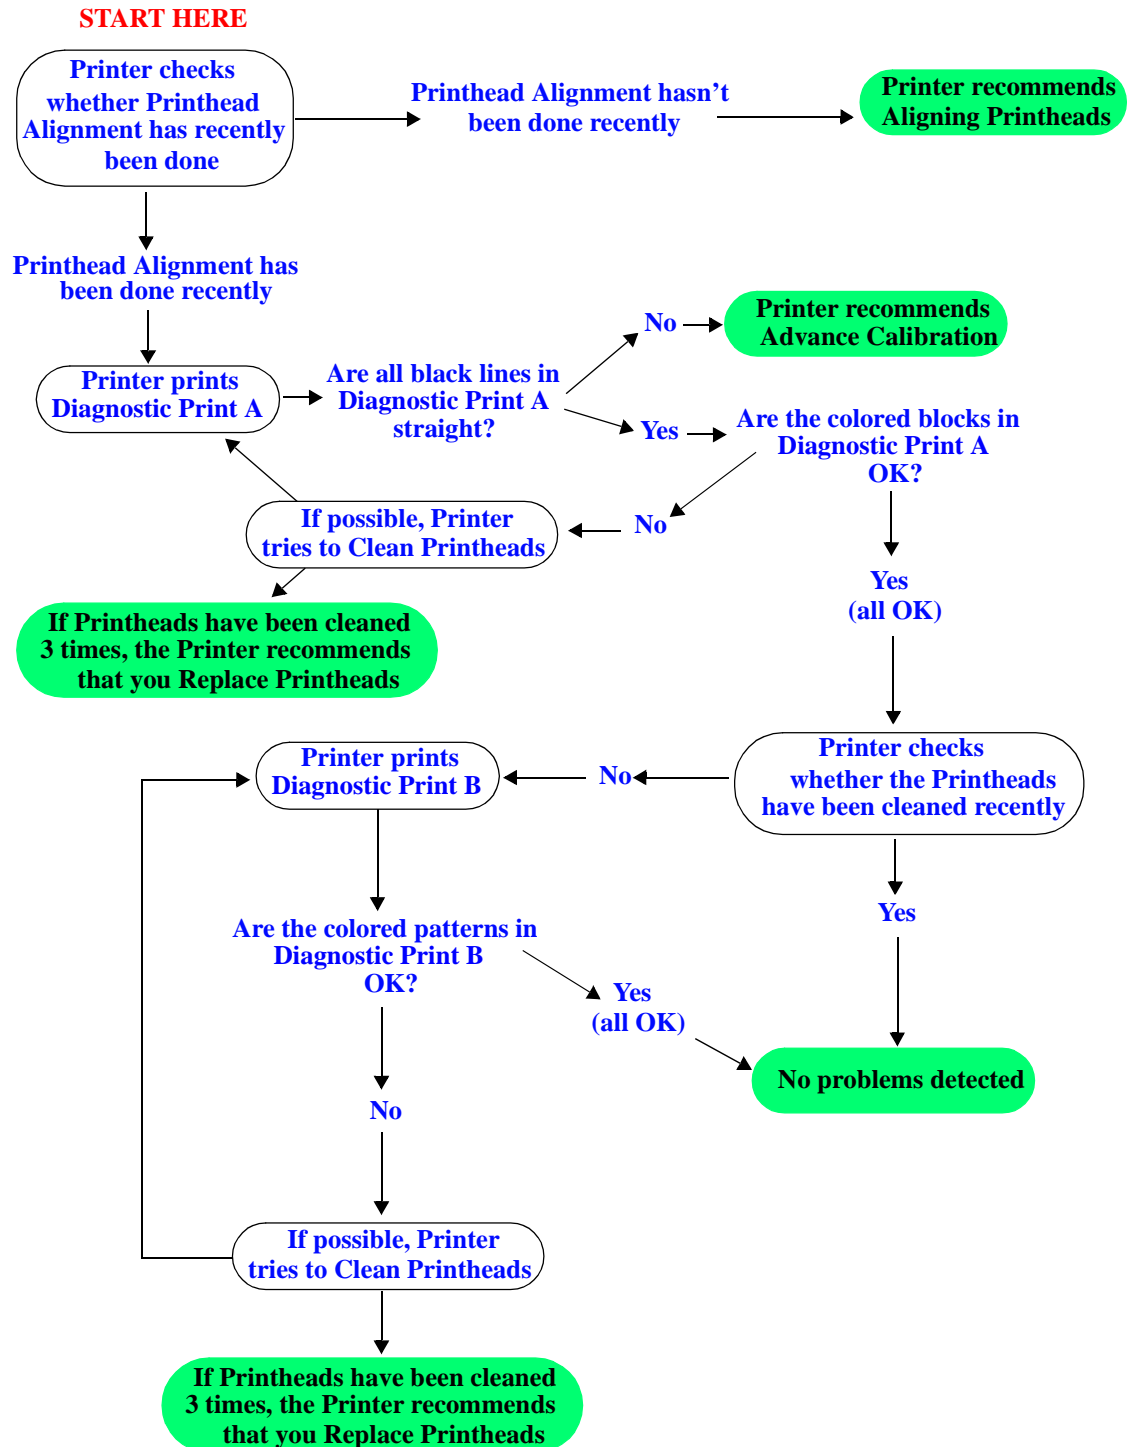 START HERE
Printer checks
whether Printhead
Alignment has recently
been done
Printhead Alignment hasn't
been done recently
Printer recommends
Aligning Printheads
Printhead Alignment has
been done recently
Printer prints
Diagnostic Print A
Are all black lines in
Diagnostic Print A
straight?
No
Printer recommends
Advance Calibration
Yes
Are the colored blocks in
Diagnostic Print A
OK?
No
If possible, Printer
tries to Clean Printheads
If Printheads have been cleaned
3 times, the Printer recommends
that you Replace Printheads
Yes
(all OK)
Printer checks
whether the Printheads
have been cleaned recently
No
Printer prints
Diagnostic Print B
Yes
Are the colored patterns in
Diagnostic Print B
OK?
Yes
(all OK)
No problems detected
No
If possible, Printer
tries to Clean Printheads
If Printheads have been cleaned
3 times, the Printer recommends
that you Replace Printheads